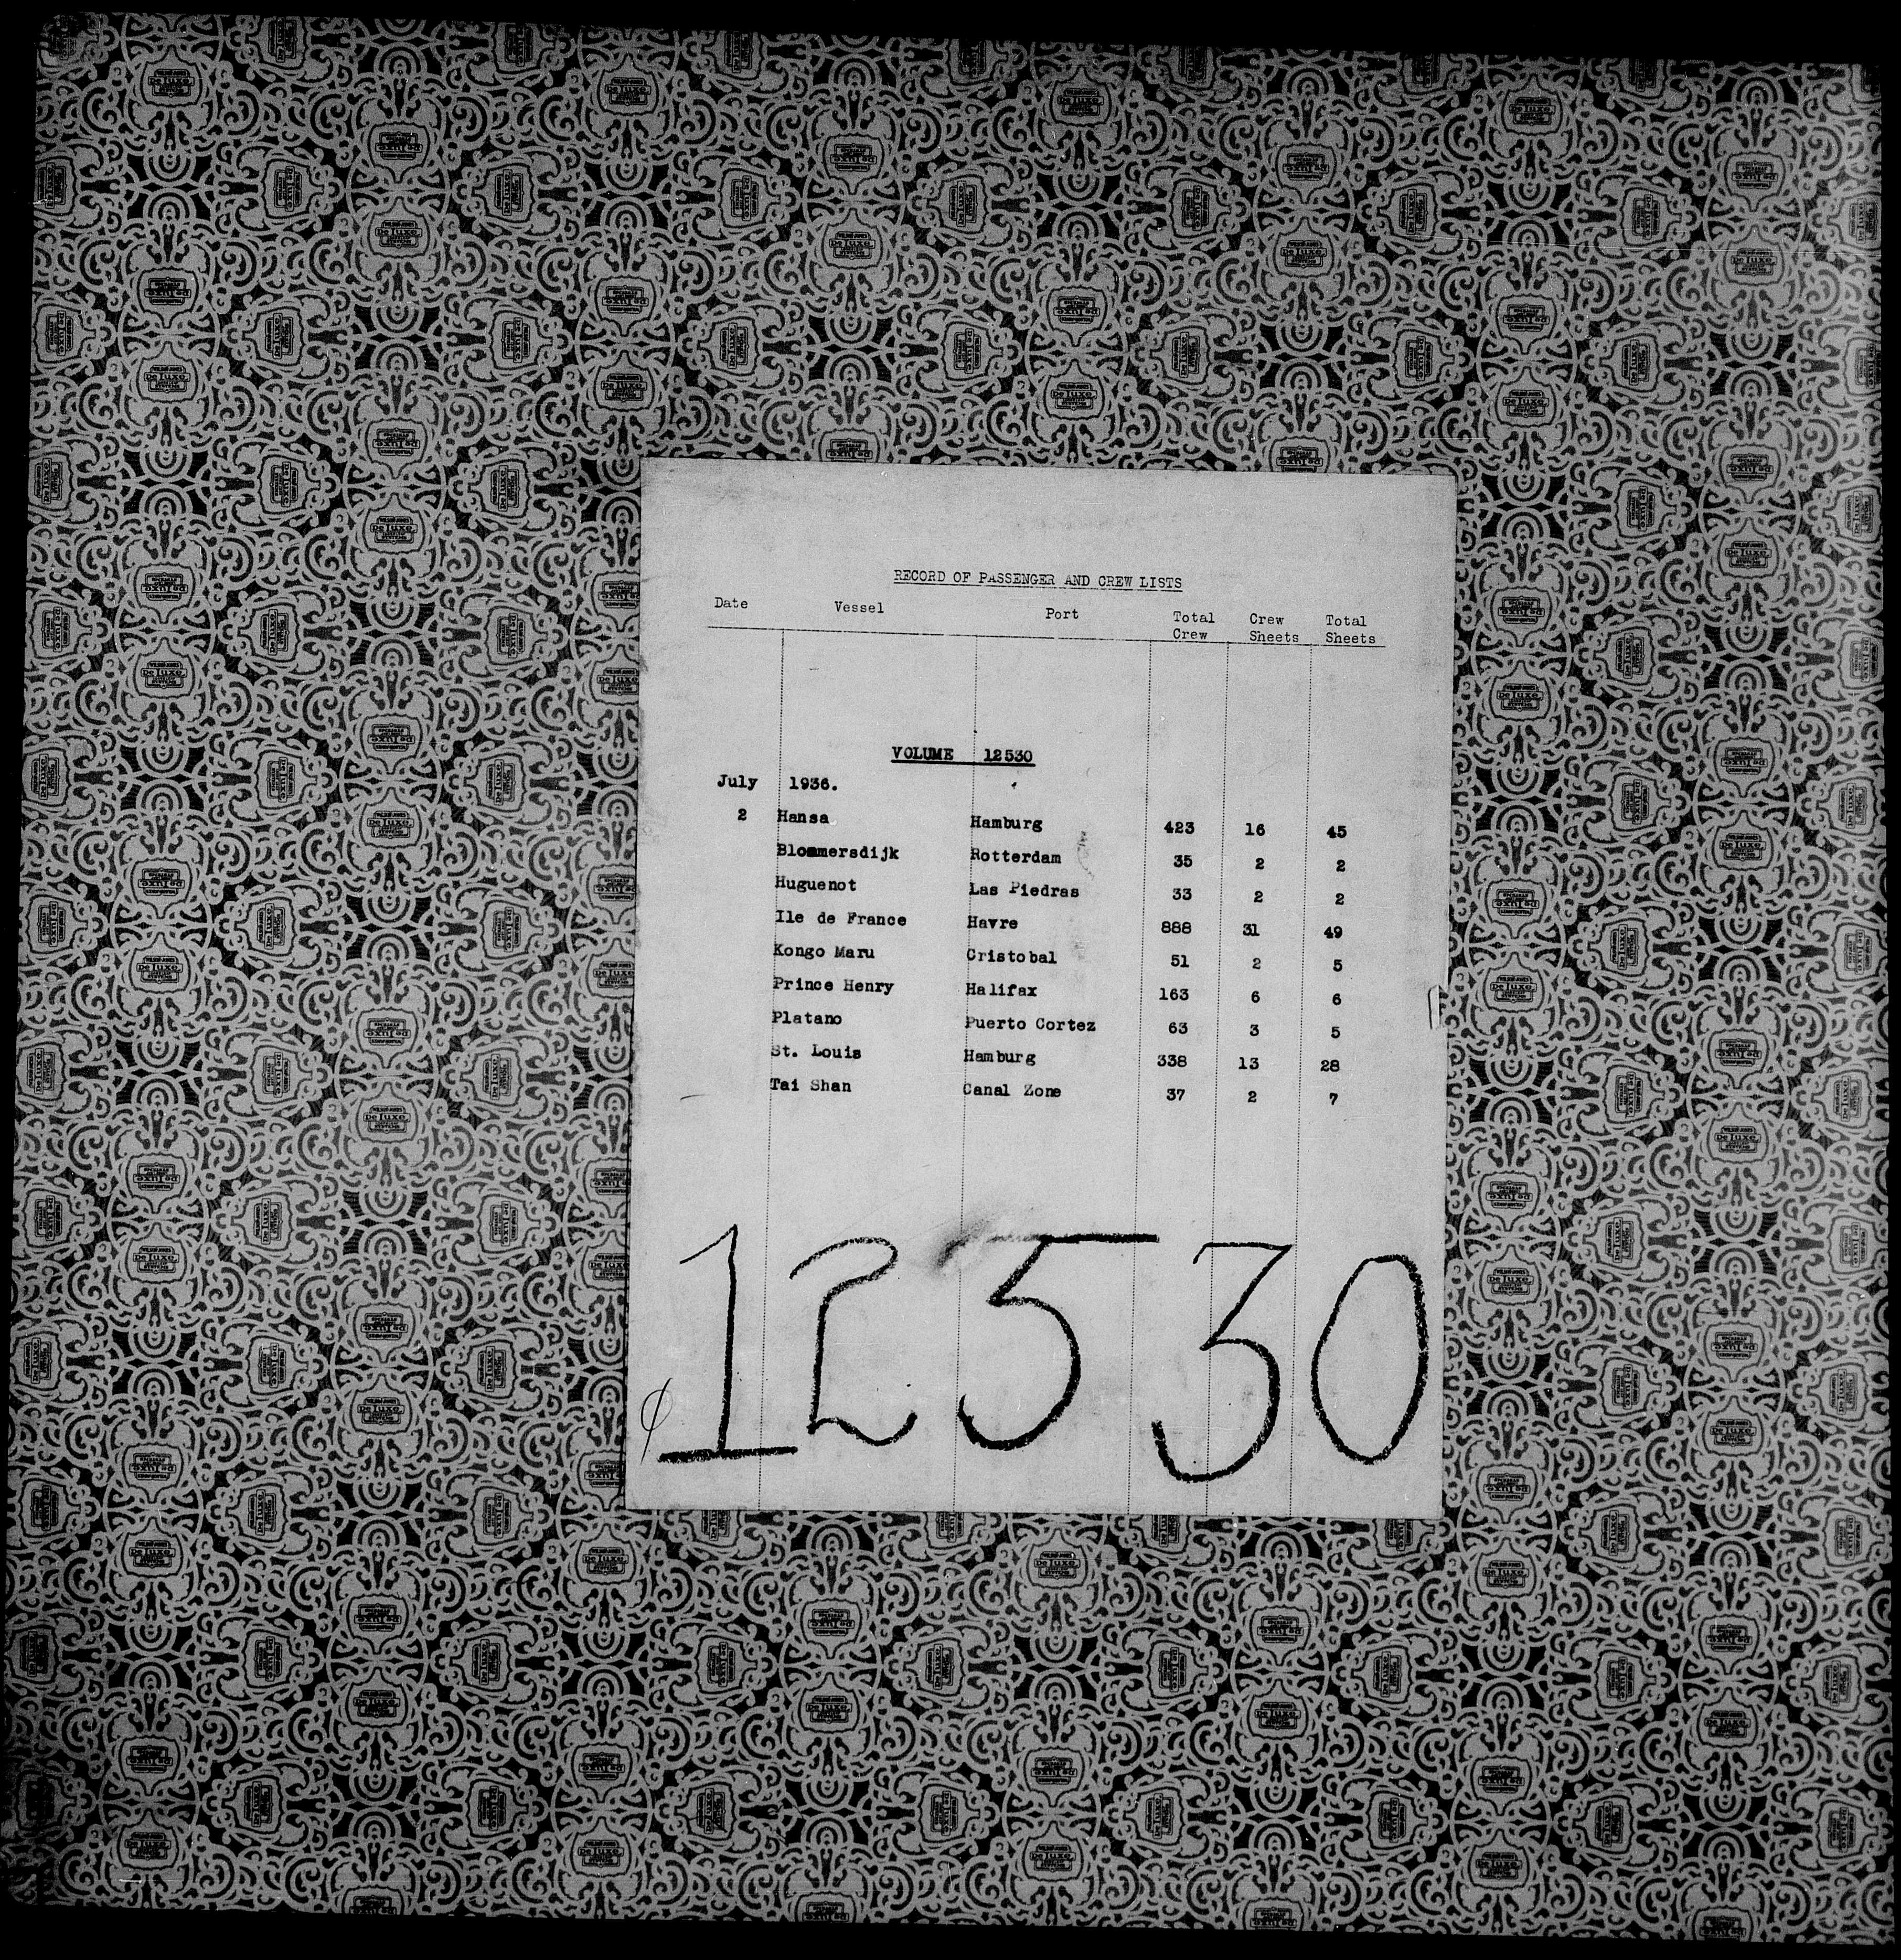 RECORD OF PASSENGER AND CREW LISTS
Date Vessel Port Total Crew Crew Sheets Total Sheets
VOLUME 12530
July 1936.
2 Hansa Hamburg 423 16 45
Blommersdijk Rotterdam 35 2 2
Huguenot Las Piedras 33 2 2
Ile de France Havre 888 31 49
Kongo Maru Cristobal 51 2 5
Prince Henry Halifax 163 6 6
Platano Puerto Cortez 63 3 5
St. Louis Hamburg 338 13 28
Tai Shan Canal Zone 37 2 7
12530